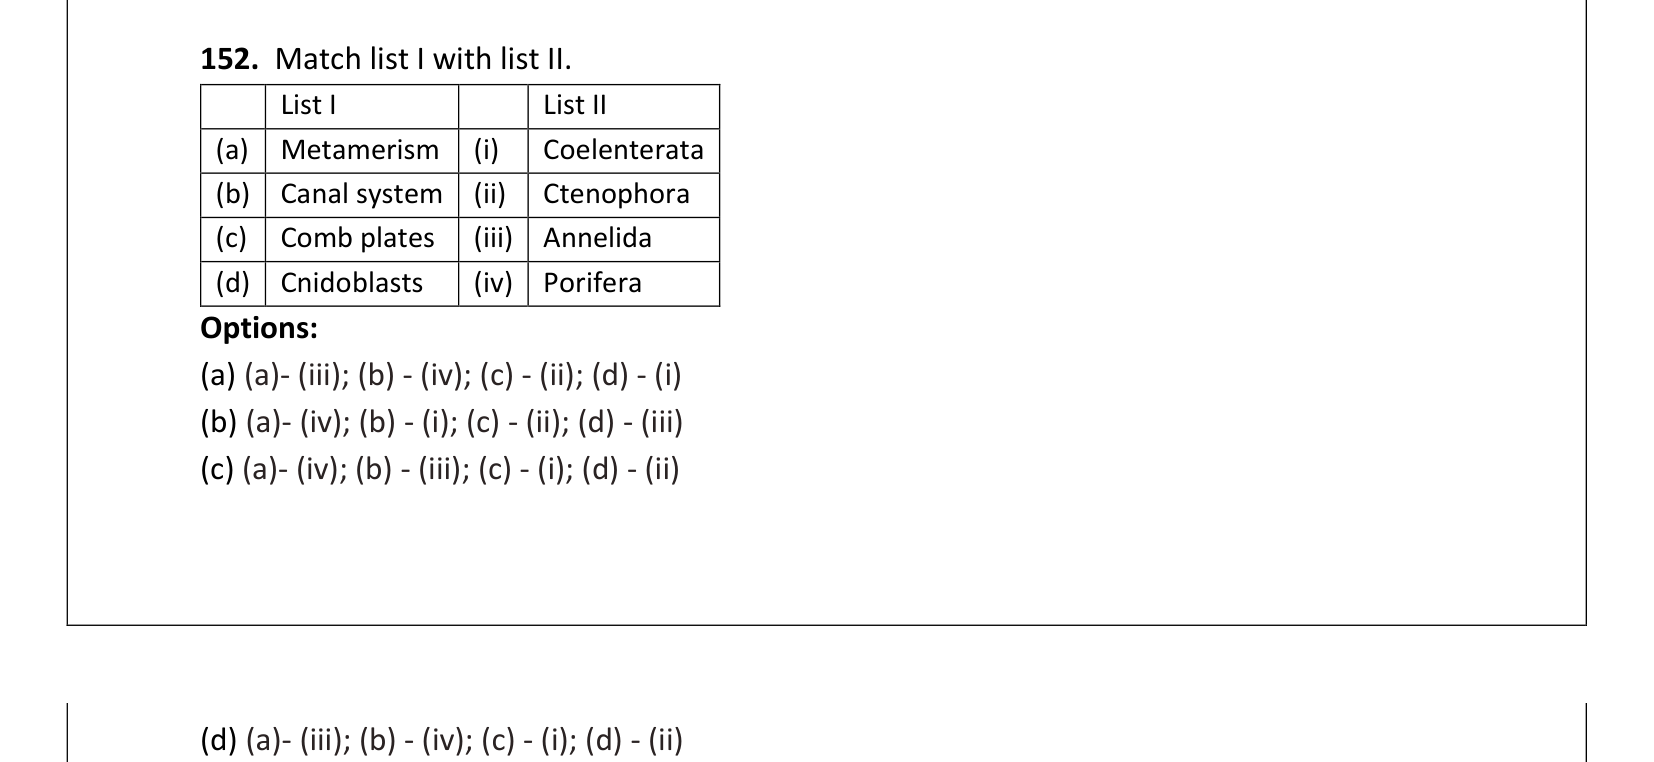 152. Match list I with list II.
List I List II
(a) Metamerism (i) Coelenterata
(b) Canal system (ii) Ctenophora
(c) Comb plates (iii) Annelida
(d) Cnidoblasts (iv) Porifera
Options:
(a) (a)- (iii); (b) - (iv); (c) - (ii); (d) - (i)
(b) (a)- (iv); (b) - (i); (c) - (ii); (d) - (iii)
(c) (a)- (iv); (b) - (iii); (c) - (i); (d) - (ii)
(d) (a)- (iii); (b) - (iv); (c) - (i); (d) - (ii)